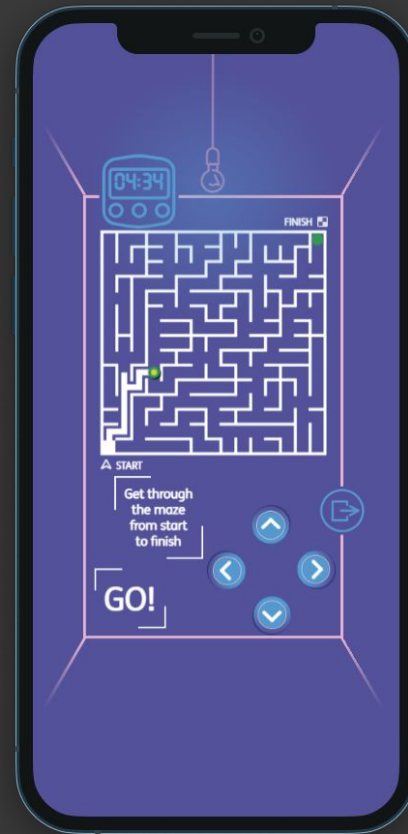 04:34
FINISH
START
Get through
the maze
from start
to finish
GO!